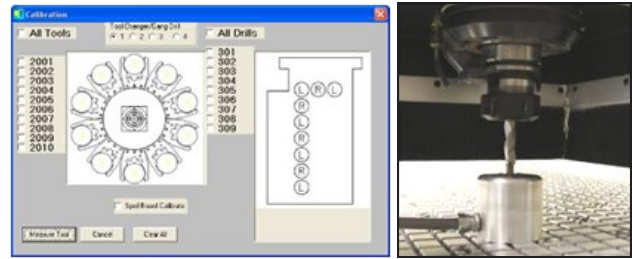 Calibration
All Tools
Tool Changer/Gang Drill
1 2 3 4
All Drills
2001
2002
2003
2004
2005
2006
2007
2008
2009
2010
301
302
303
304
305
306
307
308
309
L R L
R
L
R
L
R
L
Spoil Board Calibrate
Measure Tool
Cancel
Clear All